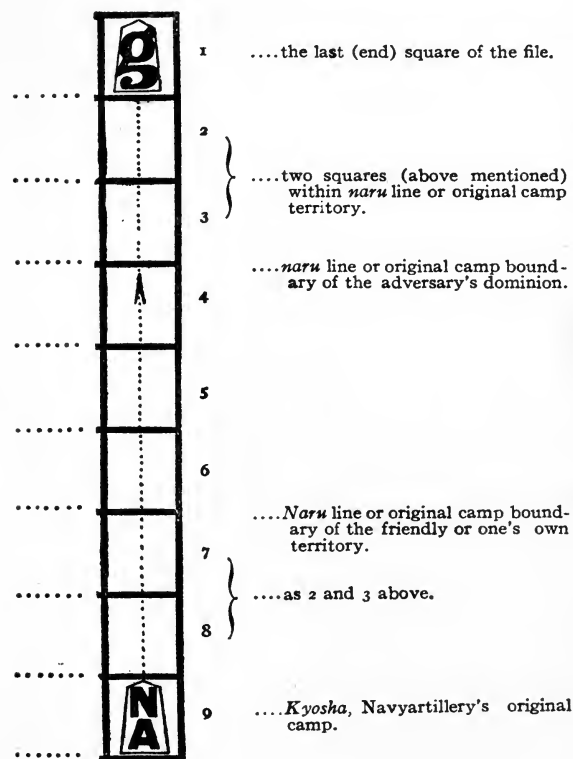 g
1 ....the last (end) square of the file.
2
....two squares (above mentioned)
within naru line or original camp
territory.
3
....naru line or original camp bound-
ary of the adversary's dominion.
4
5
6
....Naru line or original camp bound-
ary of the friendly or one's own
territory.
7
....as 2 and 3 above.
8
N
A
9 ....Kyosha, Navyartillery's original
camp.